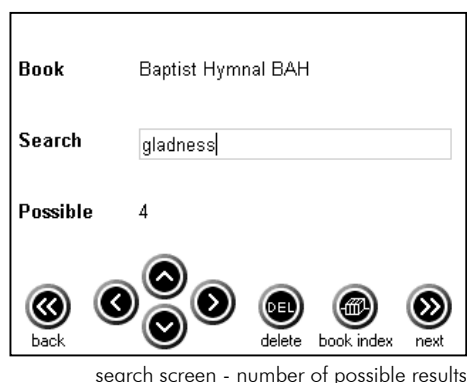 Book Baptist Hymnal BAH
Search gladness
Possible 4
DEL
back delete book index next
search screen - number of possible results